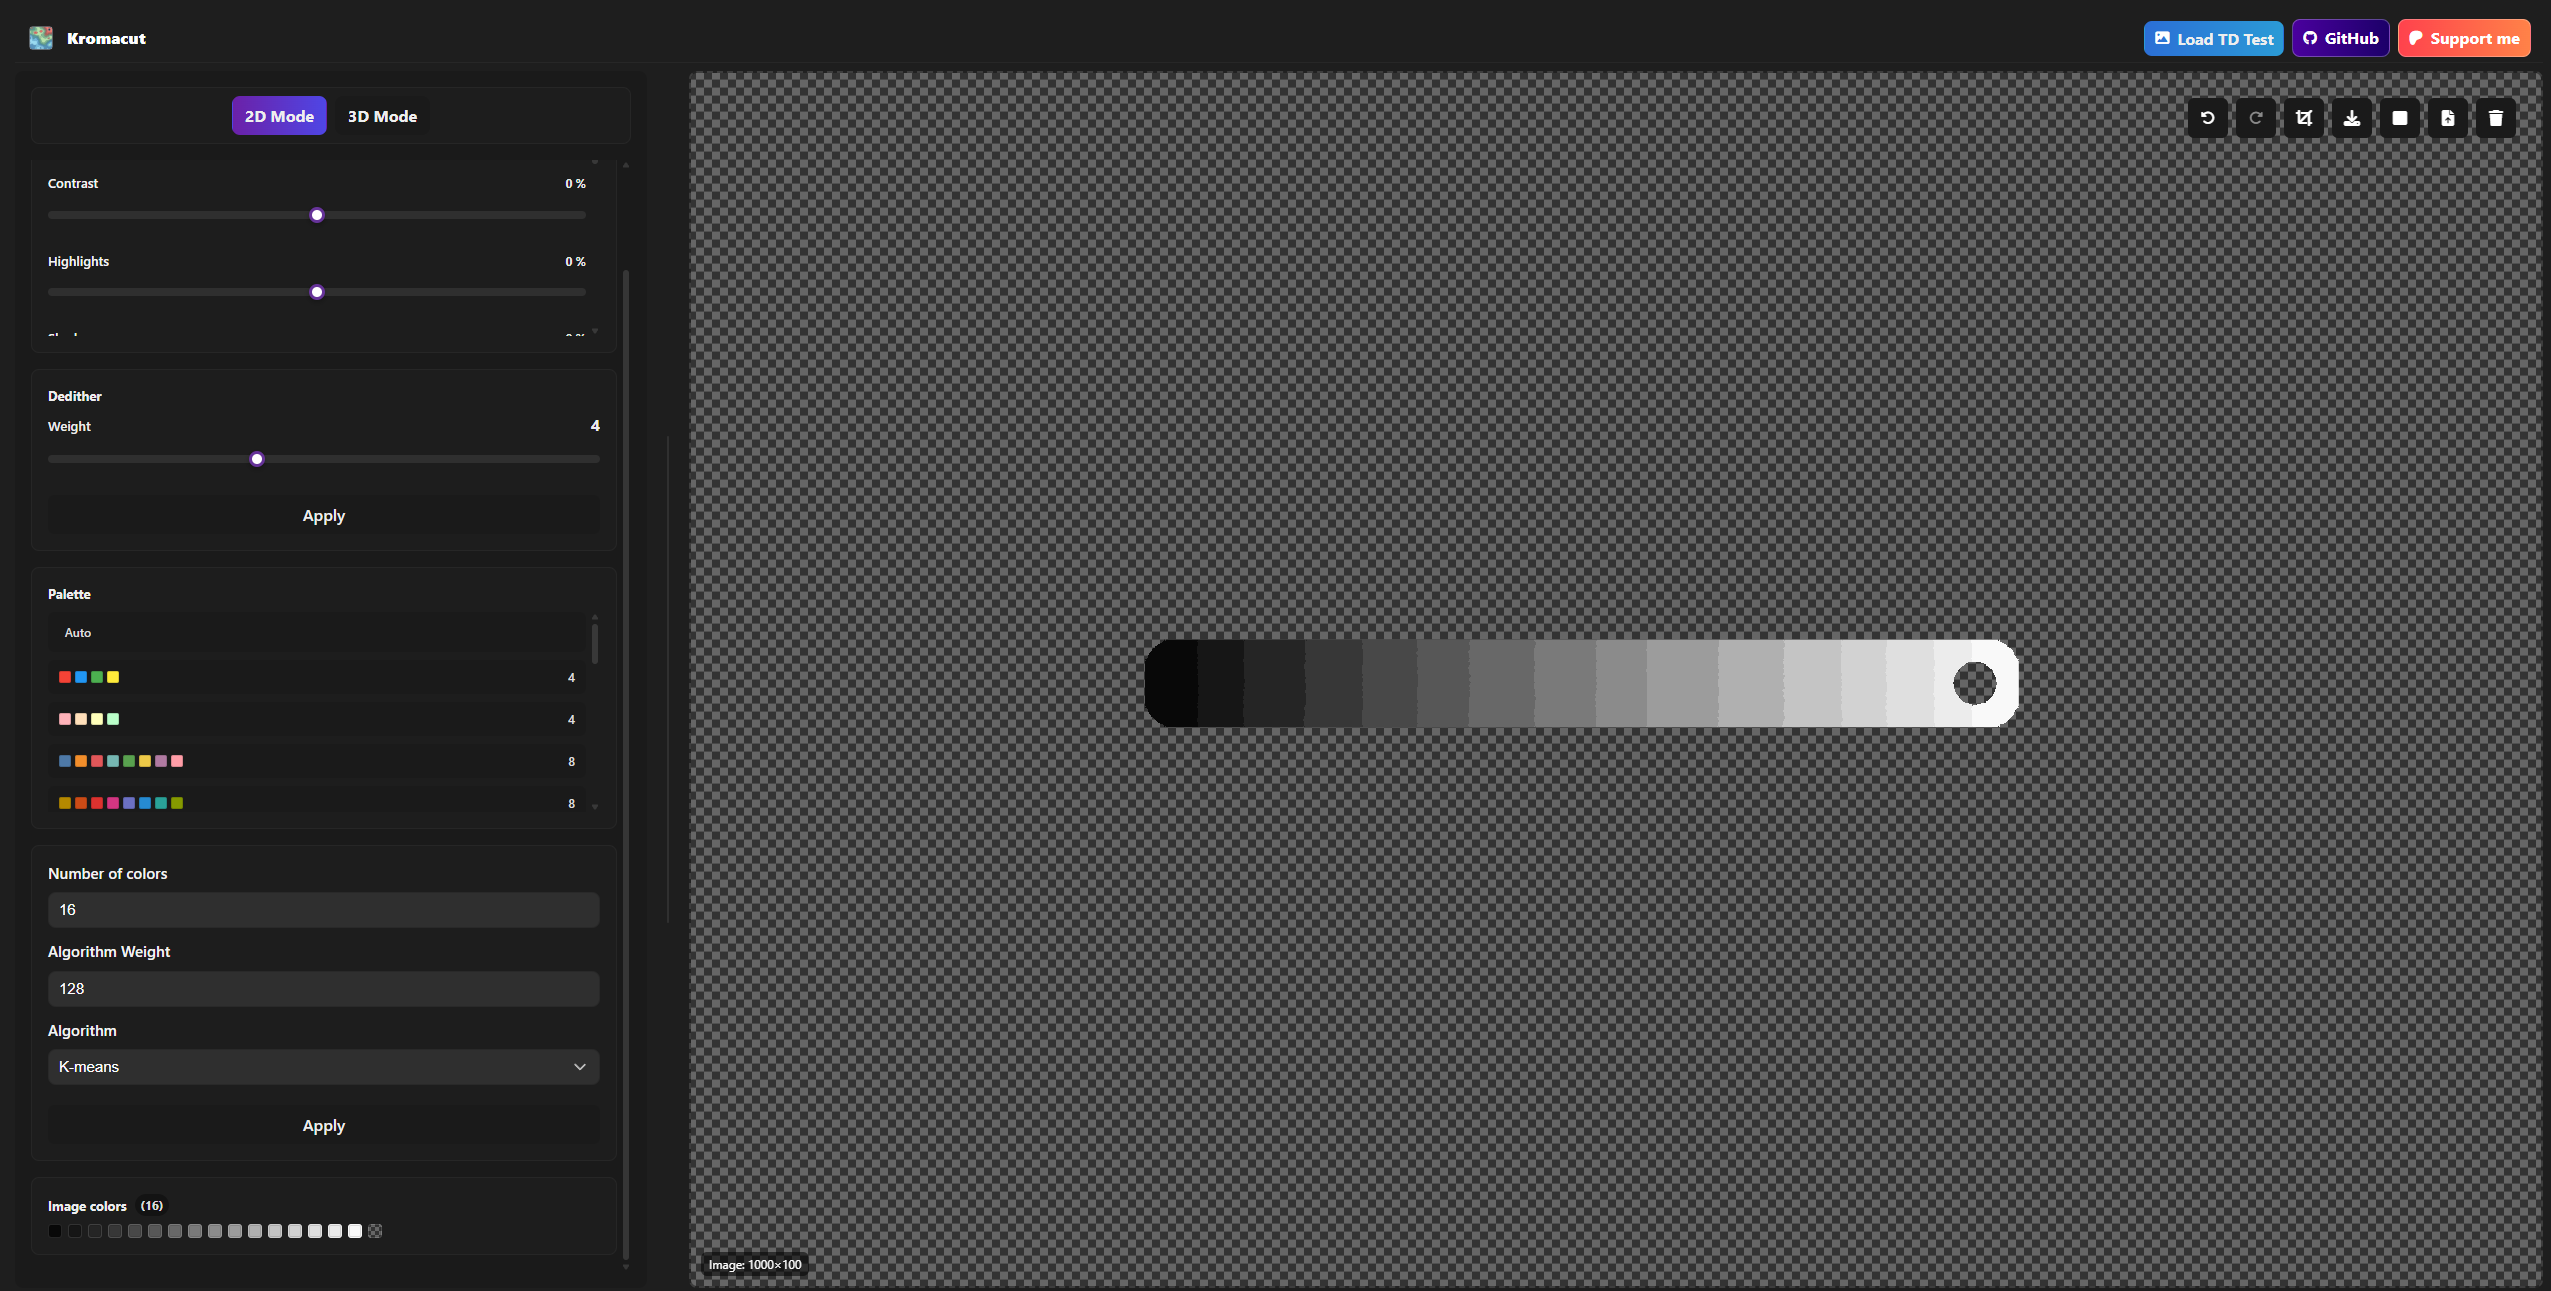 Kromacut
Load TD Test
GitHub
Support me
2D Mode
3D Mode
Contrast
0 %
Highlights
0 %
Dedither
Weight
4
Apply
Palette
Auto
4
4
8
8
Number of colors
16
Algorithm Weight
128
Algorithm
K-means
Apply
Image colors (16)
Image: 1000×100